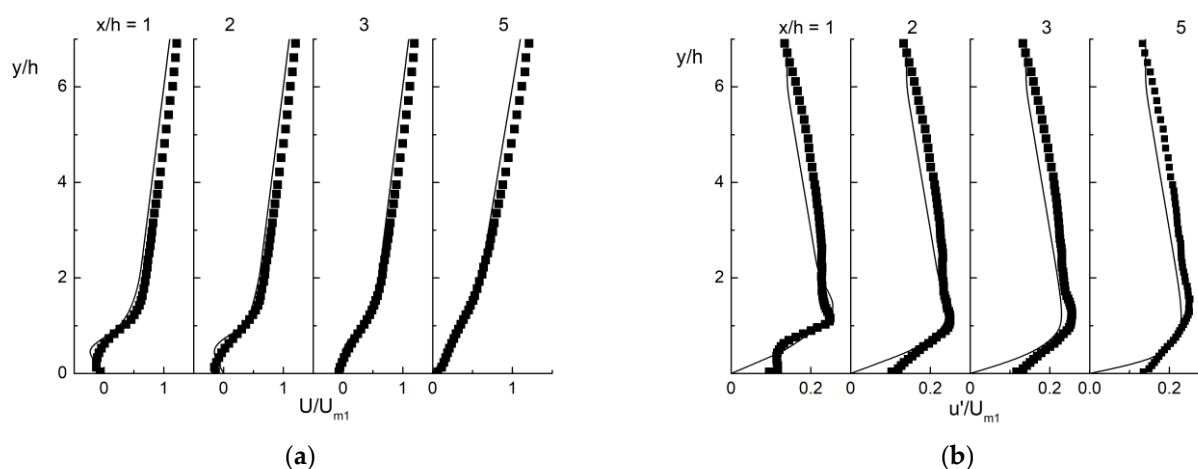 x/h = 1 2 3 5
y/h
6
4
2
0
0 1 0 1 0 1 0 1
U/U_m1
(a)
x/h = 1 2 3 5
y/h
6
4
2
0
0 0.2 0 0.2 0 0.2 0.0 0.2
u'/U_m1
(b)